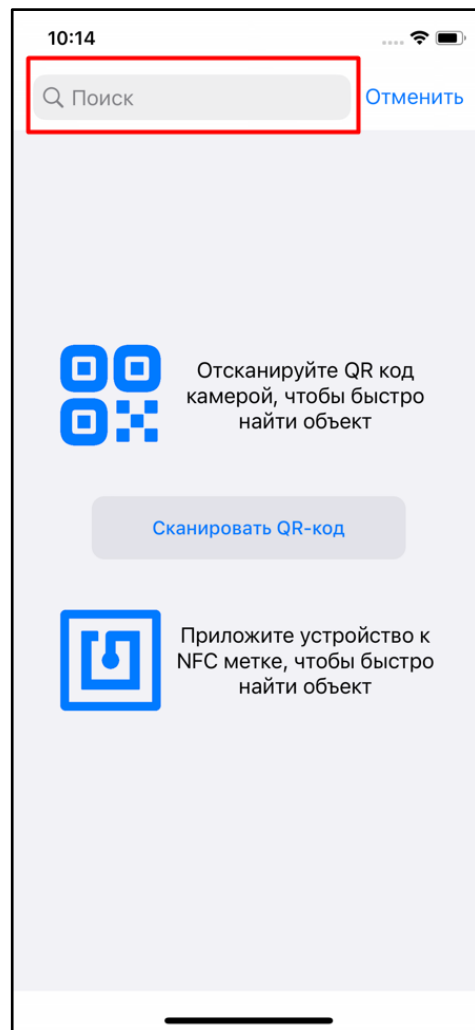 10:14
Поиск
Отменить
Отсканируйте QR код
камерой, чтобы быстро
найти объект
Сканировать QR-код
Приложите устройство к
NFC метке, чтобы быстро
найти объект